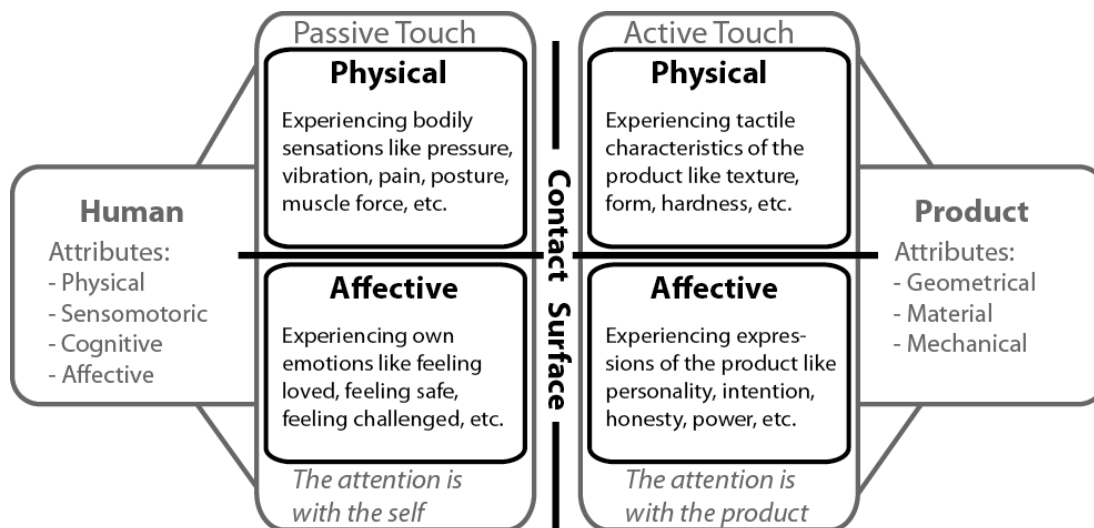 Passive Touch
Physical
Experiencing bodily
sensations like pressure,
vibration, pain, posture,
muscle force, etc.
Active Touch
Physical
Experiencing tactile
characteristics of the
product like texture,
form, hardness, etc.
Human
Attributes:
- Physical
- Sensomotoric
- Cognitive
- Affective
Contact Surface
Product
Attributes:
- Geometrical
- Material
- Mechanical
Affective
Experiencing own
emotions like feeling
loved, feeling safe,
feeling challenged, etc.
The attention is
with the self
Affective
Experiencing expres-
sions of the product like
personality, intention,
honesty, power, etc.
The attention is
with the product